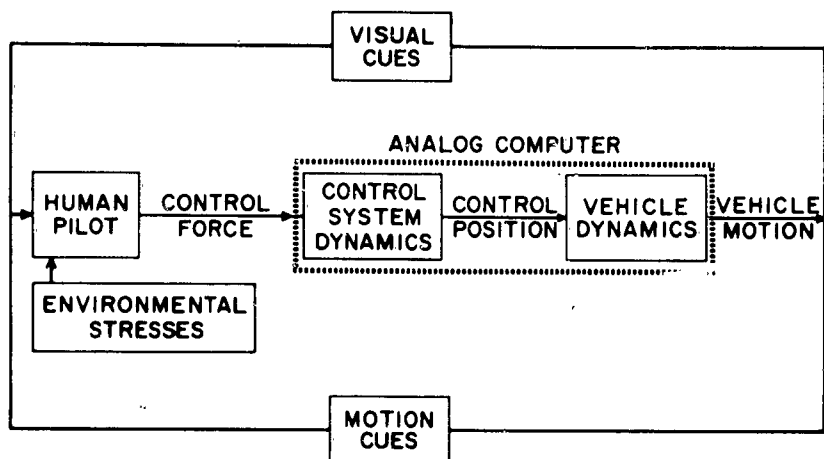 VISUAL
CUES
ANALOG COMPUTER
HUMAN
PILOT
CONTROL
FORCE
CONTROL
SYSTEM
DYNAMICS
CONTROL
POSITION
VEHICLE
DYNAMICS
VEHICLE
MOTION
ENVIRONMENTAL
STRESSES
MOTION
CUES